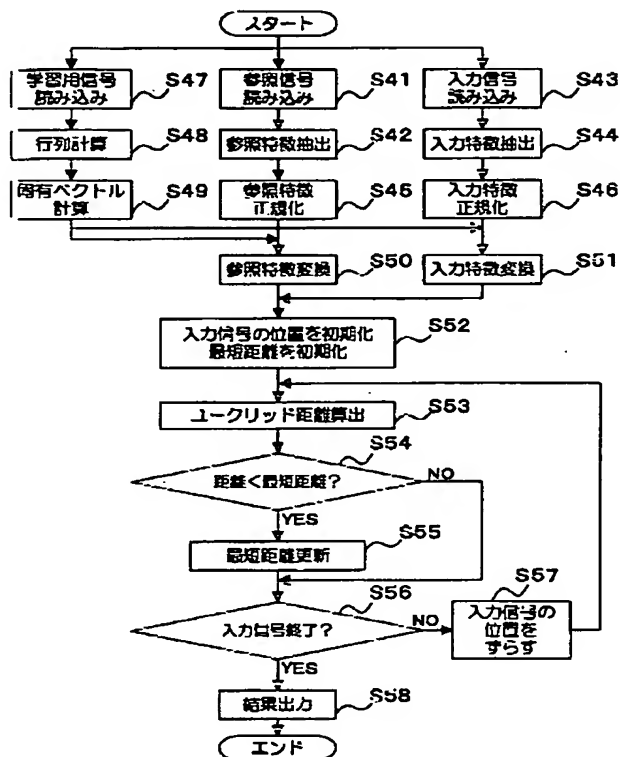 スタート
学習用信号
読み込み
S47
参照信号
読み込み
S41
入力信号
読み込み
S43
行列計算
S48
参照特徴抽出
S42
入力特徴抽出
S44
固有ベクトル
計算
S49
参照特徴
正規化
S45
入力特徴
正規化
S46
参照特徴変換
S50
入力特徴変換
S51
入力信号の位置を初期化
最短距離を初期化
S52
ユークリッド距離算出
S53
S54
距離<最短距離?
NO
YES
最短距離更新
S55
S56
入力信号終了?
NO
S57
入力信号の
位置を
ずらす
YES
結果出力
S58
エンド